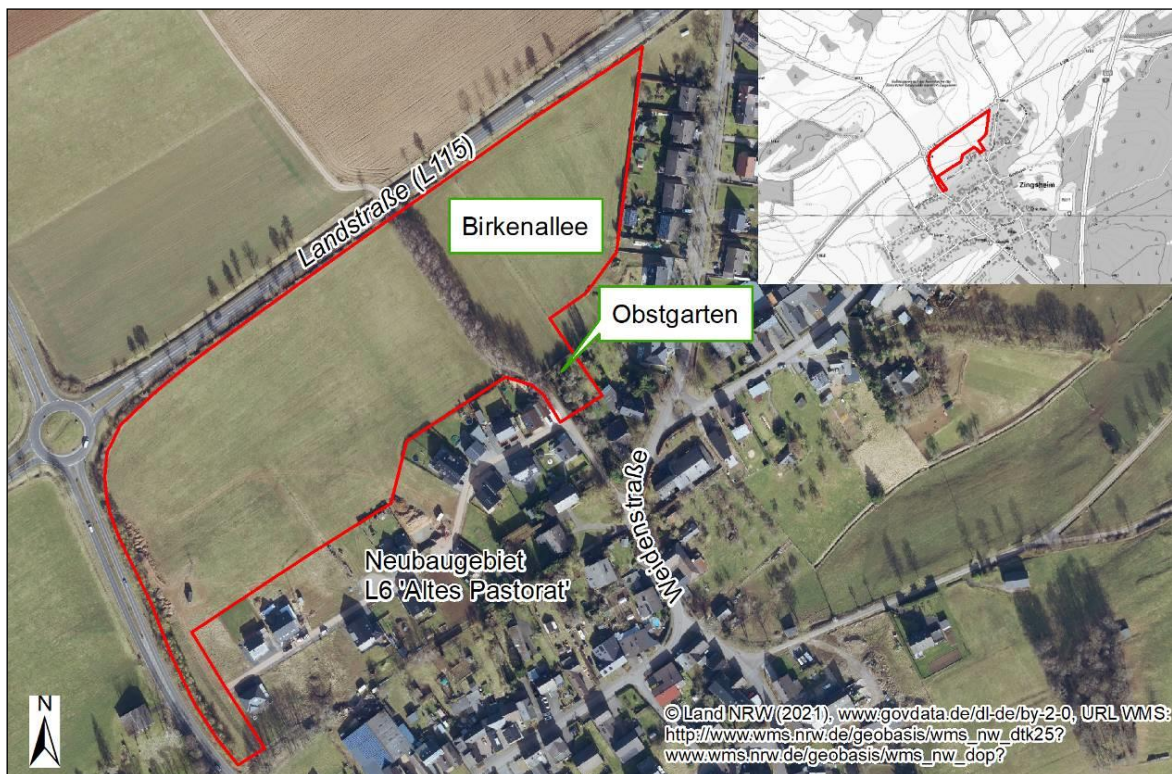 Landstraße (L115)
Birkenallee
Obstgarten
Zingsheim
Weidenstraße
Neubaugebiet
L6 'Altes Pastorat'
N
© Land NRW (2021), www.govdata.de/dl-de/by-2-0, URL WMS:
http://www.wms.nrw.de/geobasis/wms_nw_dtk25?
www.wms.nrw.de/geobasis/wms_nw_dop?